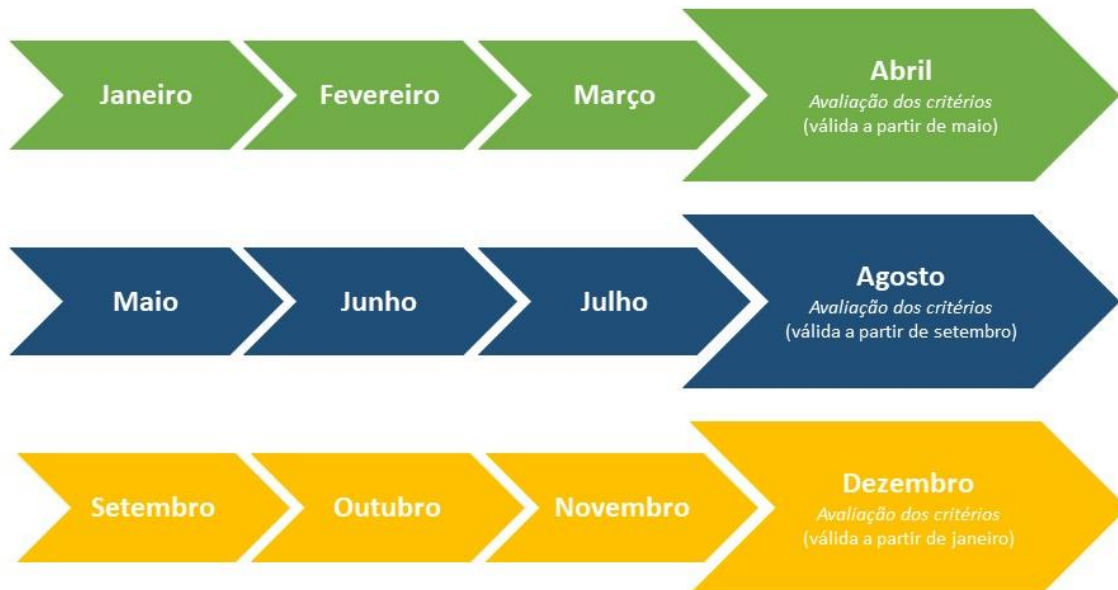 Janeiro
Fevereiro
Março
Abril
Avaliação dos critérios
(válida a partir de maio)
Maio
Junho
Julho
Agosto
Avaliação dos critérios
(válida a partir de setembro)
Setembro
Outubro
Novembro
Dezembro
Avaliação dos critérios
(válida a partir de janeiro)